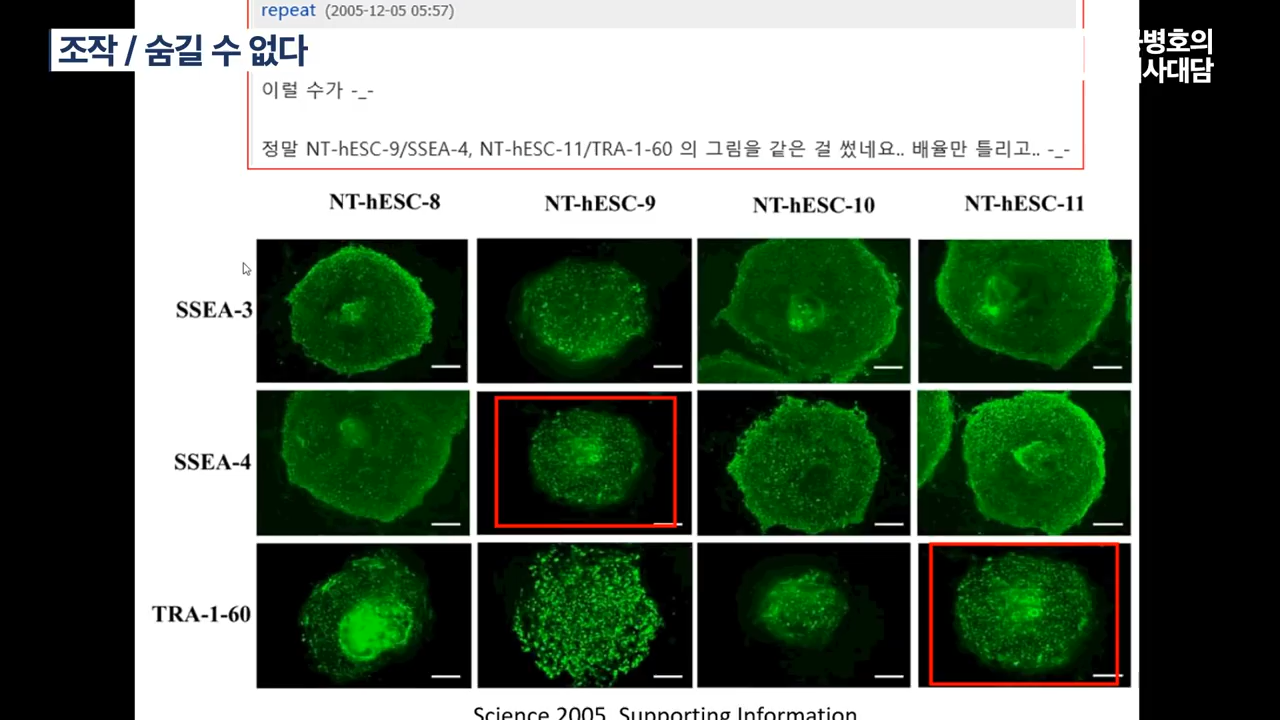 repeat (2005-12-05 05:57)
조작 / 숨길 수 없다
병호의
사대담
이럴 수가 -_-
정말 NT-hESC-9/SSEA-4, NT-hESC-11/TRA-1-60 의 그림을 같은 걸 썼네요.. 배율만 틀리고.. -_-
NT-hESC-8 NT-hESC-9 NT-hESC-10 NT-hESC-11
SSEA-3
SSEA-4
TRA-1-60
Science 2005, Supporting Information